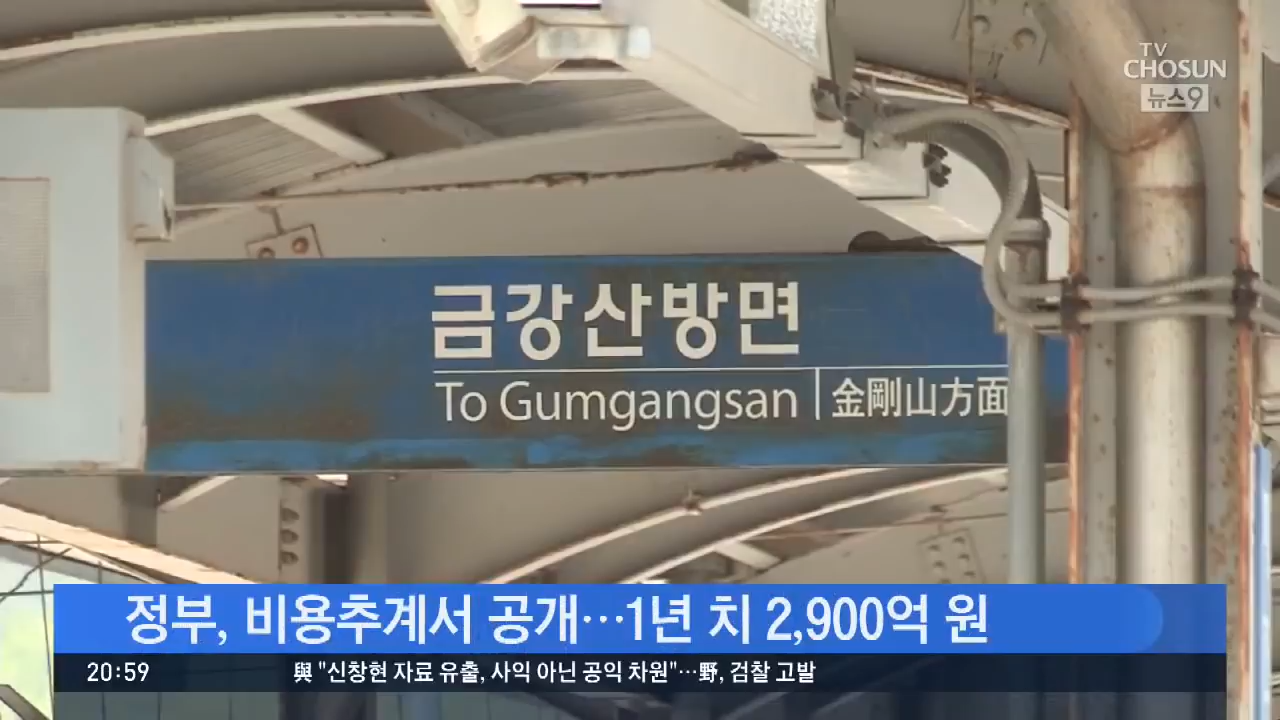 TV
CHOSUN
뉴스9
금강산방면
To Gumgangsan
金剛山方面
정부, 비용추계서 공개…1년 치 2,900억 원
20:59
與 "신창현 자료 유출, 사익 아닌 공익 차원"…野, 검찰 고발